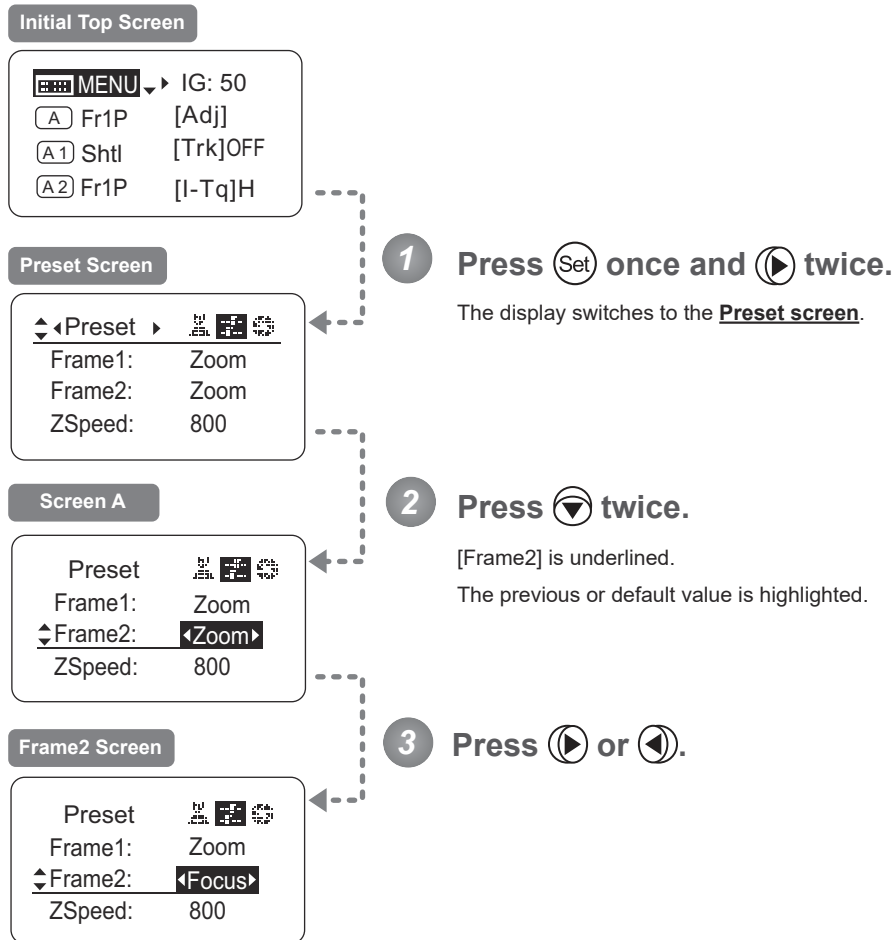 Initial Top Screen
MENU IG: 50
A Fr1P [Adj]
A1 Shtl [Trk]OFF
A2 Fr1P [I-Tq]H
1 Press Set once and twice.
The display switches to the Preset screen.
Preset Screen
Preset
Frame1: Zoom
Frame2: Zoom
ZSpeed: 800
2 Press twice.
[Frame2] is underlined.
The previous or default value is highlighted.
Screen A
Preset
Frame1: Zoom
Frame2: Zoom
ZSpeed: 800
3 Press or .
Frame2 Screen
Preset
Frame1: Zoom
Frame2: Focus
ZSpeed: 800